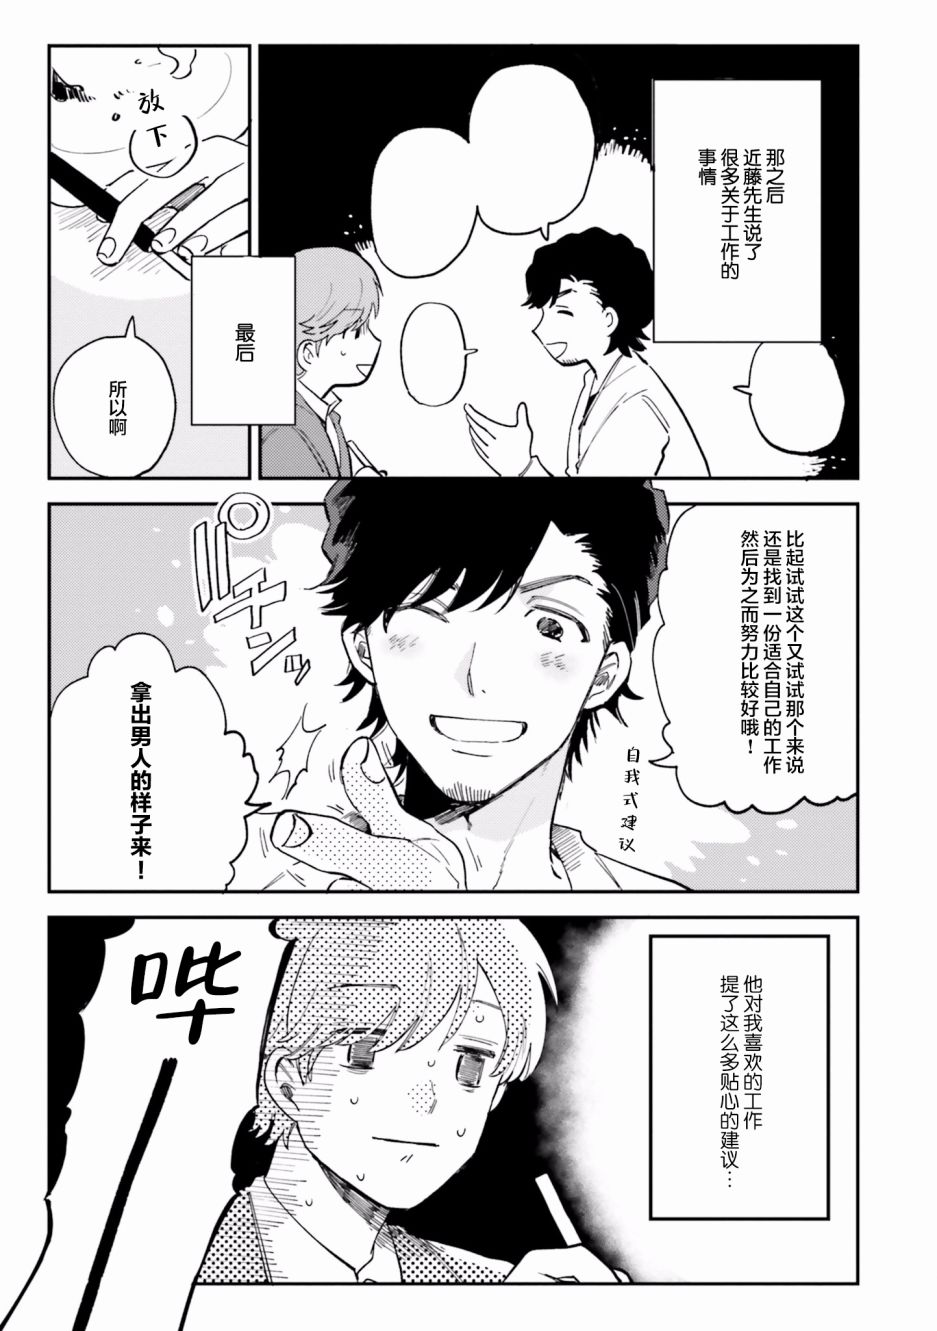 那之后
近藤先生说了
很多关于工作的
事情
放下
最后
所以啊
比起试试这个又试试那个来说
还是找到一份适合自己的工作
然后为之而努力比较好哦！
自我式建议
パチン
拿出男人的样子来！
他对我喜欢的工作
提了这么多贴心的建议…
哔